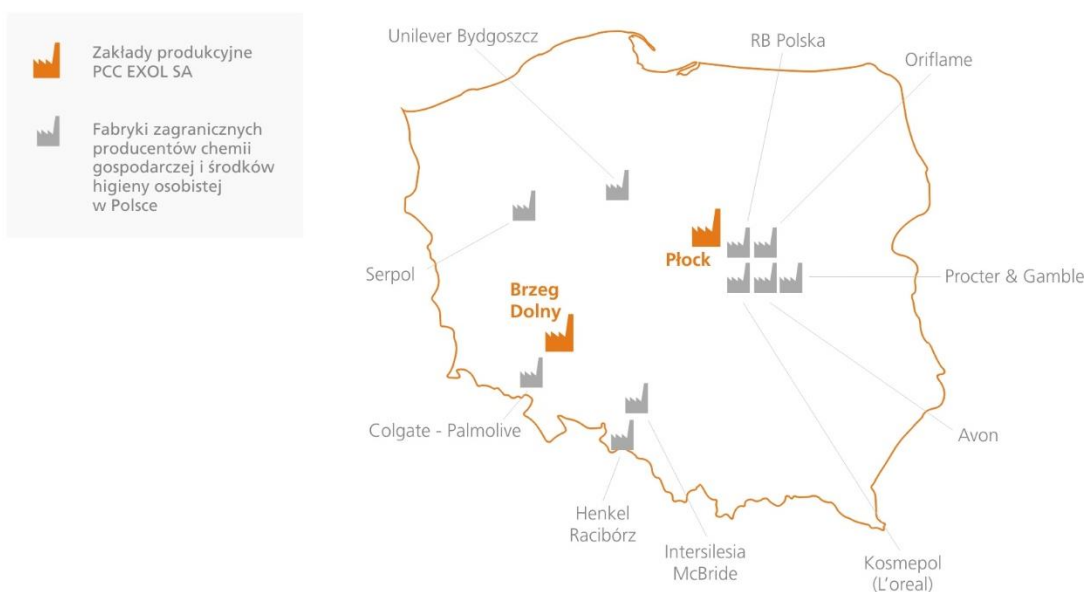 Zakłady produkcyjne
PCC EXOL SA
Fabryki zagranicznych
producentów chemii
gospodarczej i środków
higieny osobistej
w Polsce
Unilever Bydgoszcz
RB Polska
Oriflame
Serpol
Płock
Procter & Gamble
Brzeg
Dolny
Colgate - Palmolive
Avon
Henkel
Racibórz
Intersilesia
McBride
Kosmepol
(L'oreal)